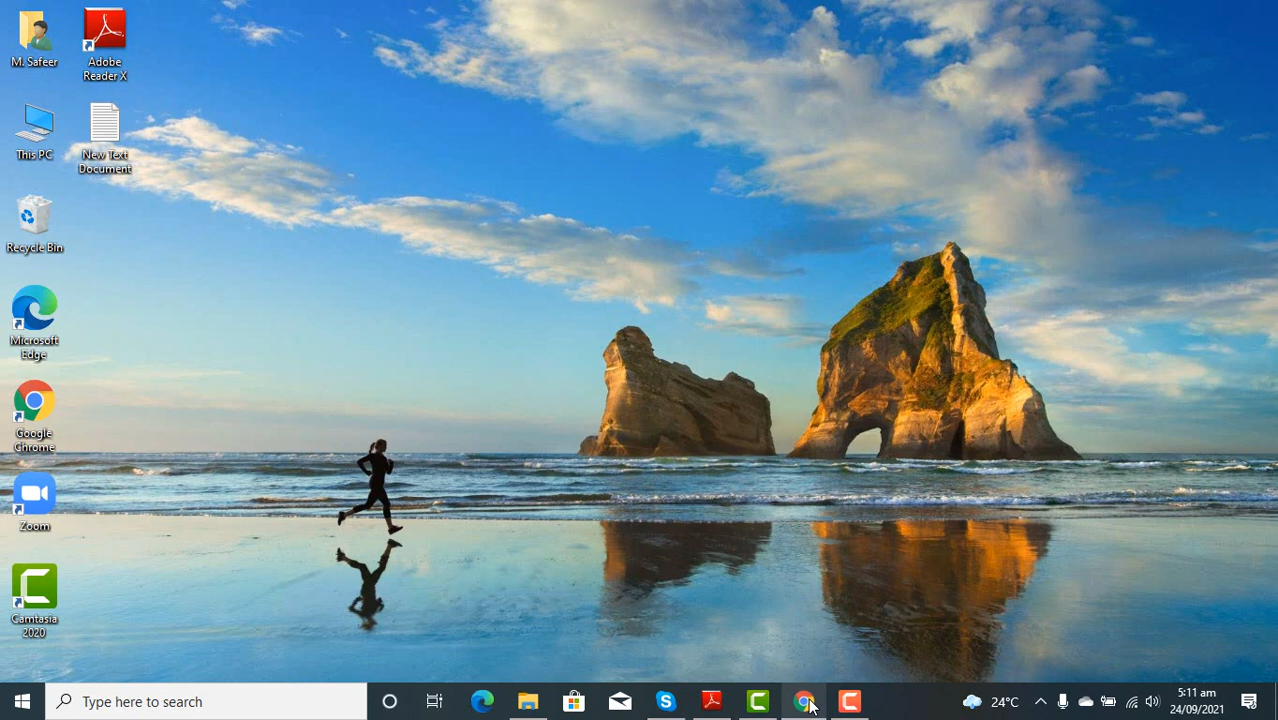 M. Safeer
Adobe
Reader X
This PC
New Text
Document
Recycle Bin
Microsoft
Edge
Google
Chrome
Zoom
Camtasia
2020
Type here to search
24°C
5:11 am
24/09/2021